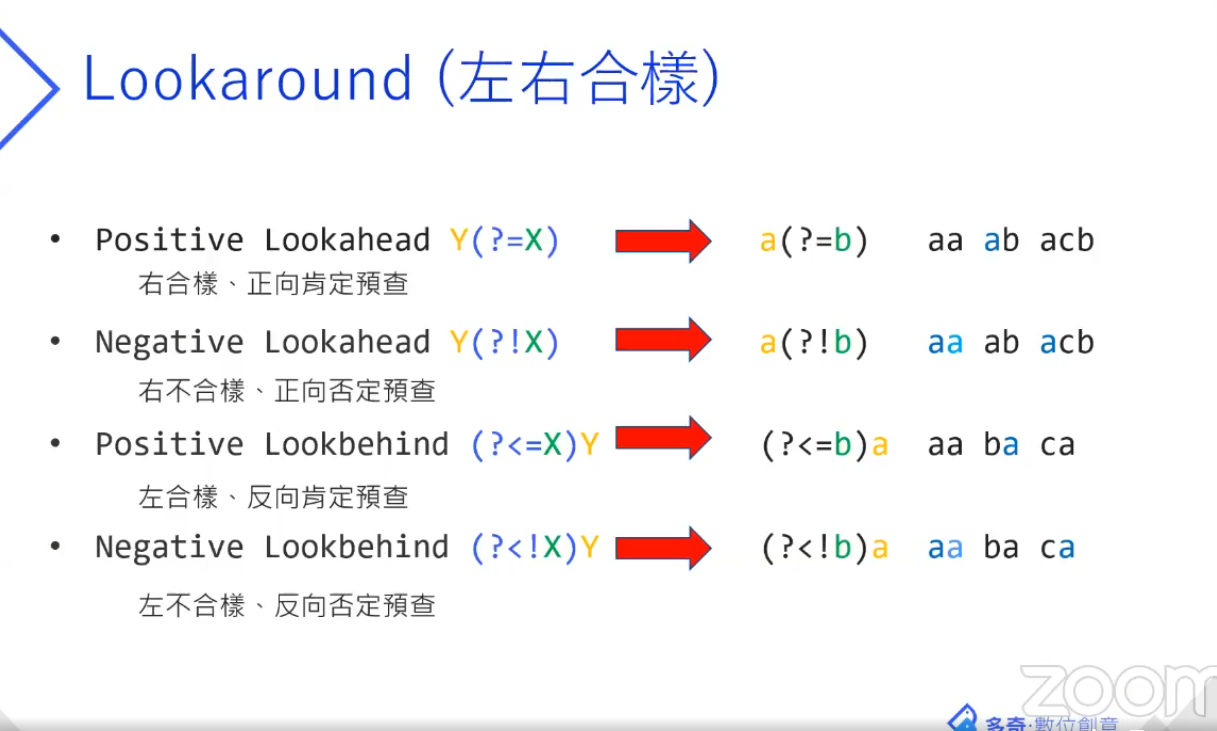 Lookaround (左右合樣)
• Positive Lookahead Y(?=X) a(?=b) aa ab acb
右合樣、正向肯定預查
• Negative Lookahead Y(?!X) a(?!b) aa ab acb
右不合樣、正向否定預查
• Positive Lookbehind (?<=X)Y (?<=b)a aa ba ca
左合樣、反向肯定預查
• Negative Lookbehind (?<!X)Y (?<!b)a aa ba ca
左不合樣、反向否定預查
zoom
多奇·數位創意